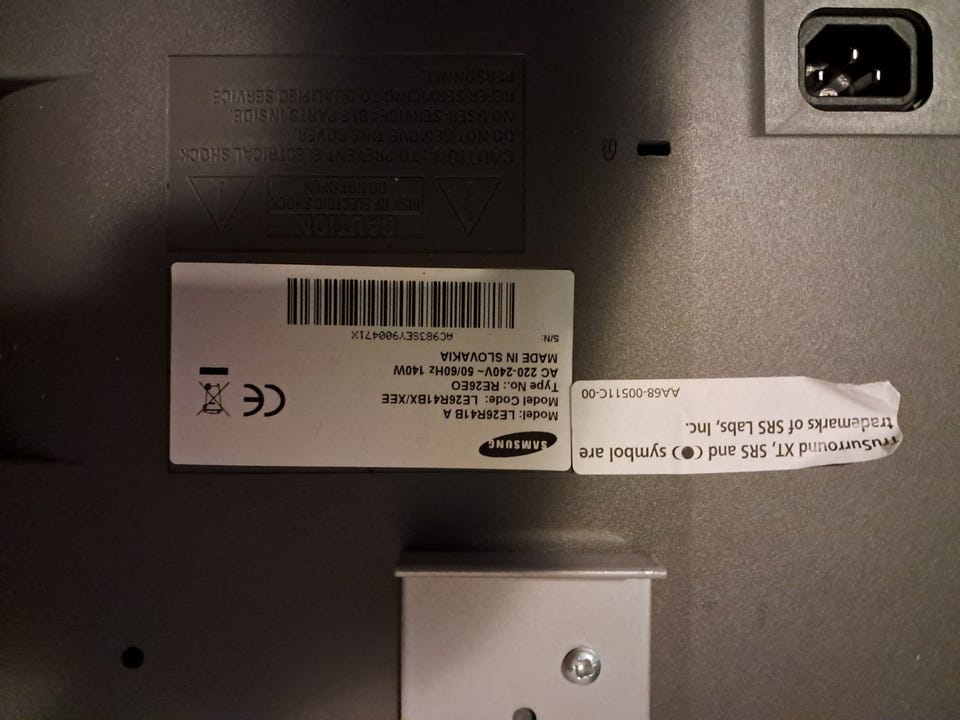 SAMSUNG
Model: LE26R41B A
Model Code: LE26R41BX/XEE
Type No.: RE26EO
AC 220-240V~ 50/60Hz 140W
MADE IN SLOVAKIA
S/N:
AC983SEY900471X
CE
TruSurround XT, SRS and symbol are
trademarks of SRS Labs, Inc.
AA68-00511C-00
CAUTION
RISK OF ELECTRIC SHOCK
DO NOT OPEN
CAUTION : TO PREVENT ELECTRICAL SHOCK,
DO NOT REMOVE THIS COVER.
NO USER-SERVICEABLE PARTS INSIDE.
REFER SERVICING TO QUALIFIED SERVICE
PERSONNEL